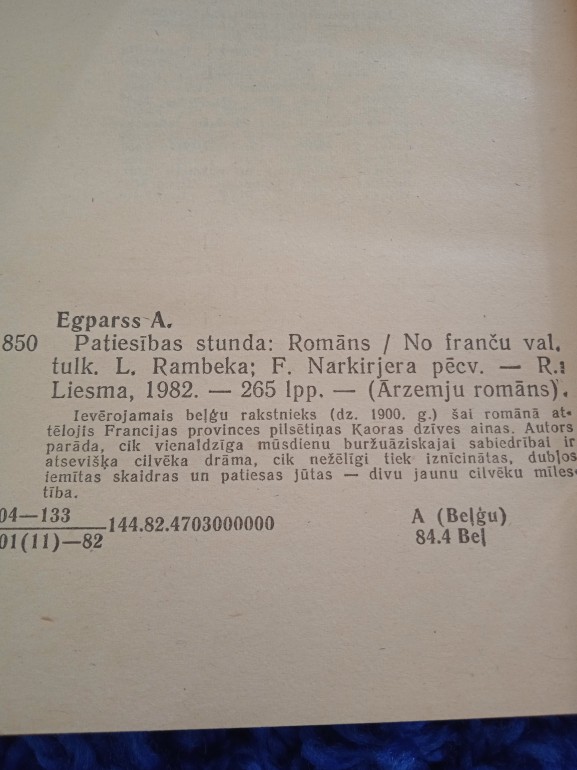 Egparss A.
850 Patiesības stunda: Romāns / No franču val.
tulk. L. Rambeka; F. Narkirjera pēcv. — R.:
Liesma, 1982. — 265 lpp. — (Ārzemju romāns).
Ievērojamais beļģu rakstnieks (dz. 1900. g.) šai romānā at-
tēlojis Francijas provinces pilsētiņas Kaoras dzīves ainas. Autors
parāda, cik vienaldzīga mūsdienu buržuāziskajai sabiedrībai ir
atsevišķa cilvēka drāma, cik nežēlīgi tiek iznīcinātas, dubļos
iemītas skaidras un patiesas jūtas — divu jaunu cilvēku mīles-
tība.
04—133
01(11)—82
144.82.4703000000
A (Beļģu)
84.4 Beļ